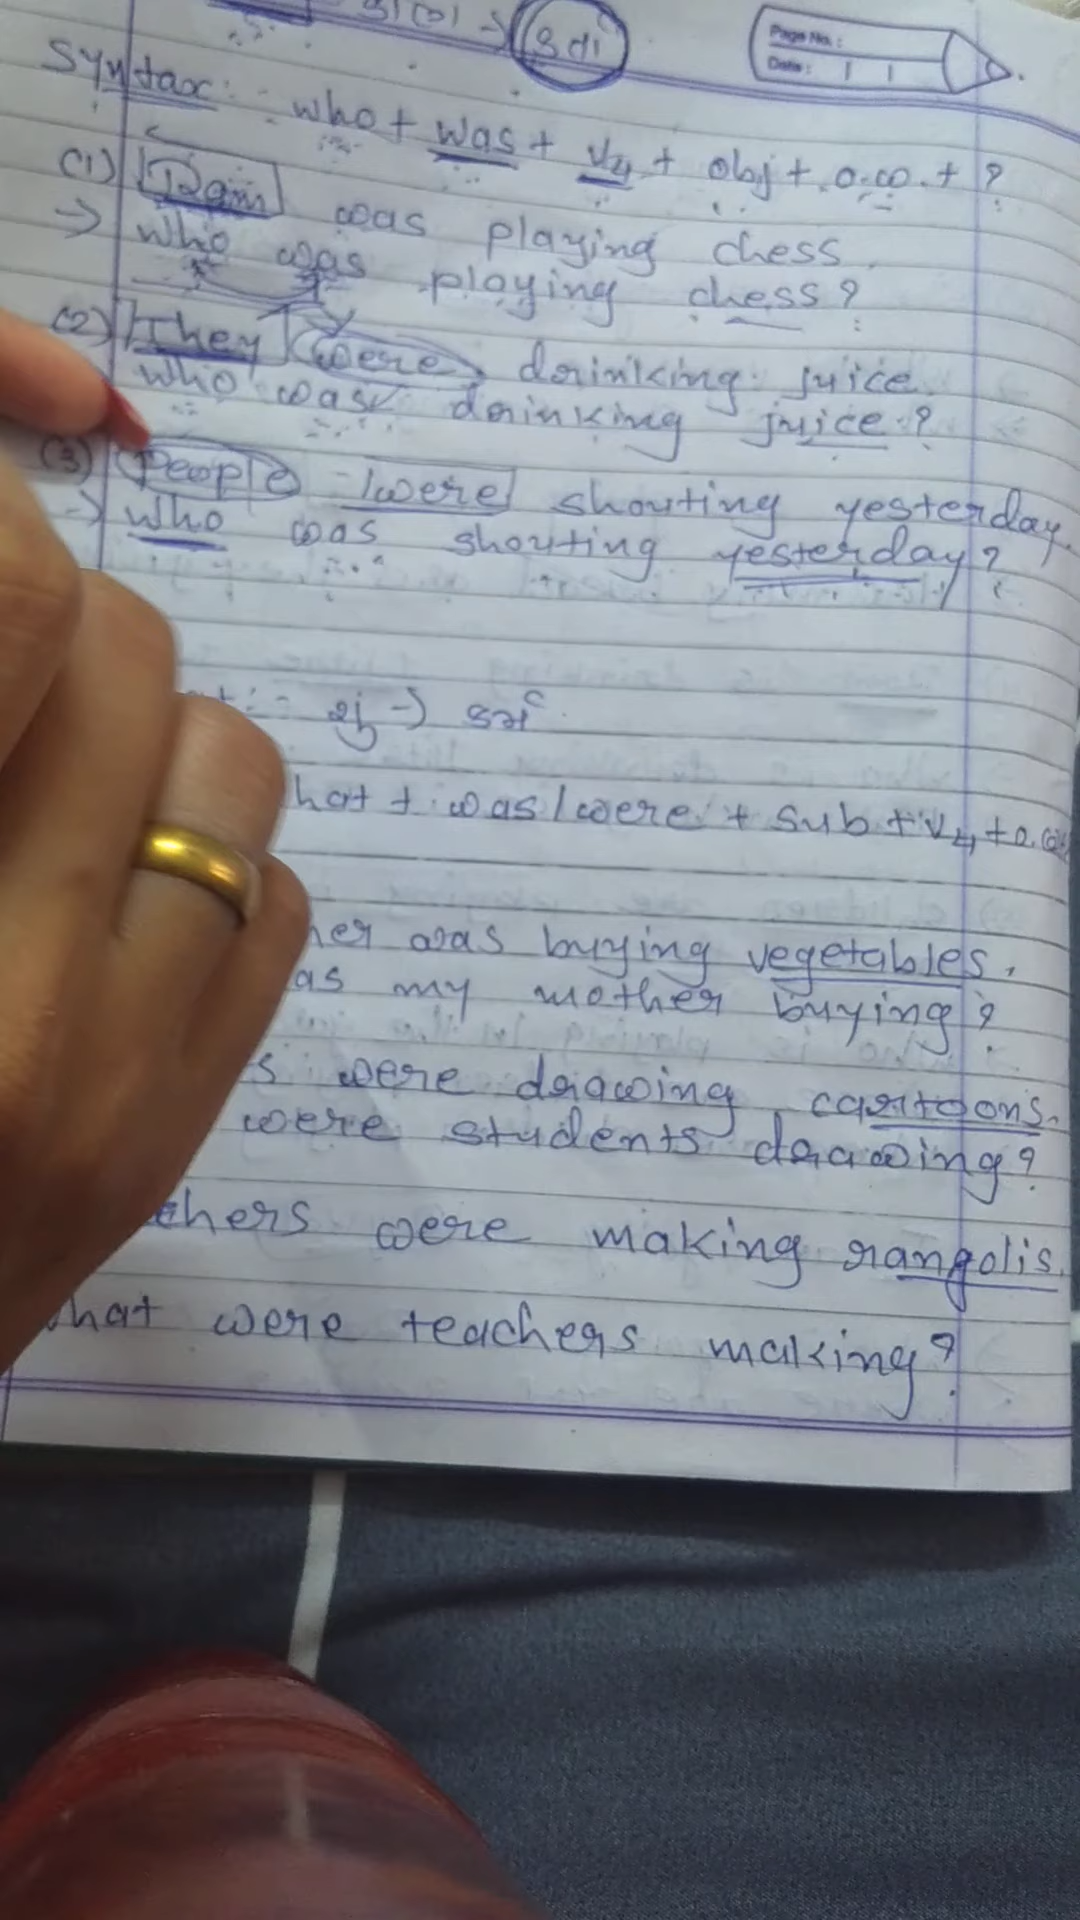 Page No.:
Date:
Syntax :- who + was + V4 + obj + o.w. + ?
(1) Ram was playing chess.
-> who was playing chess?
(2) They were drinking juice
who was drinking juice?
(3) People were shouting yesterday.
-> who was shouting yesterday?
hat + was/were + sub + V4 + o.w
her was buying vegetables.
as my mother buying?
s were drawing cartoons.
were students drawing?
chers were making rangolis.
hat were teachers making?